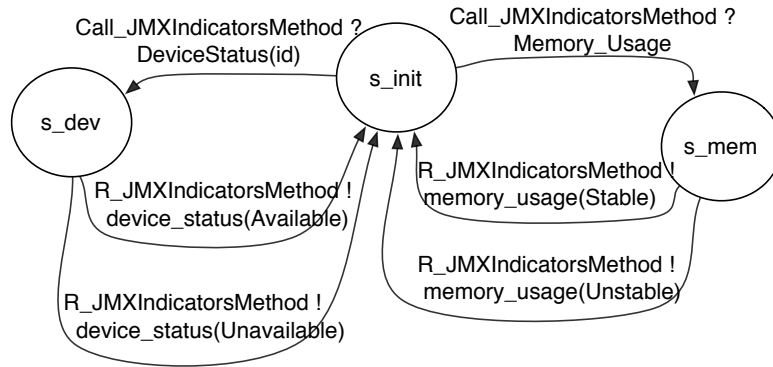 Call_JMXIndicatorsMethod ?
DeviceStatus(id)
Call_JMXIndicatorsMethod ?
Memory_Usage
s_init
s_dev
s_mem
R_JMXIndicatorsMethod !
device_status(Available)
R_JMXIndicatorsMethod !
memory_usage(Stable)
R_JMXIndicatorsMethod !
device_status(Unavailable)
R_JMXIndicatorsMethod !
memory_usage(Unstable)